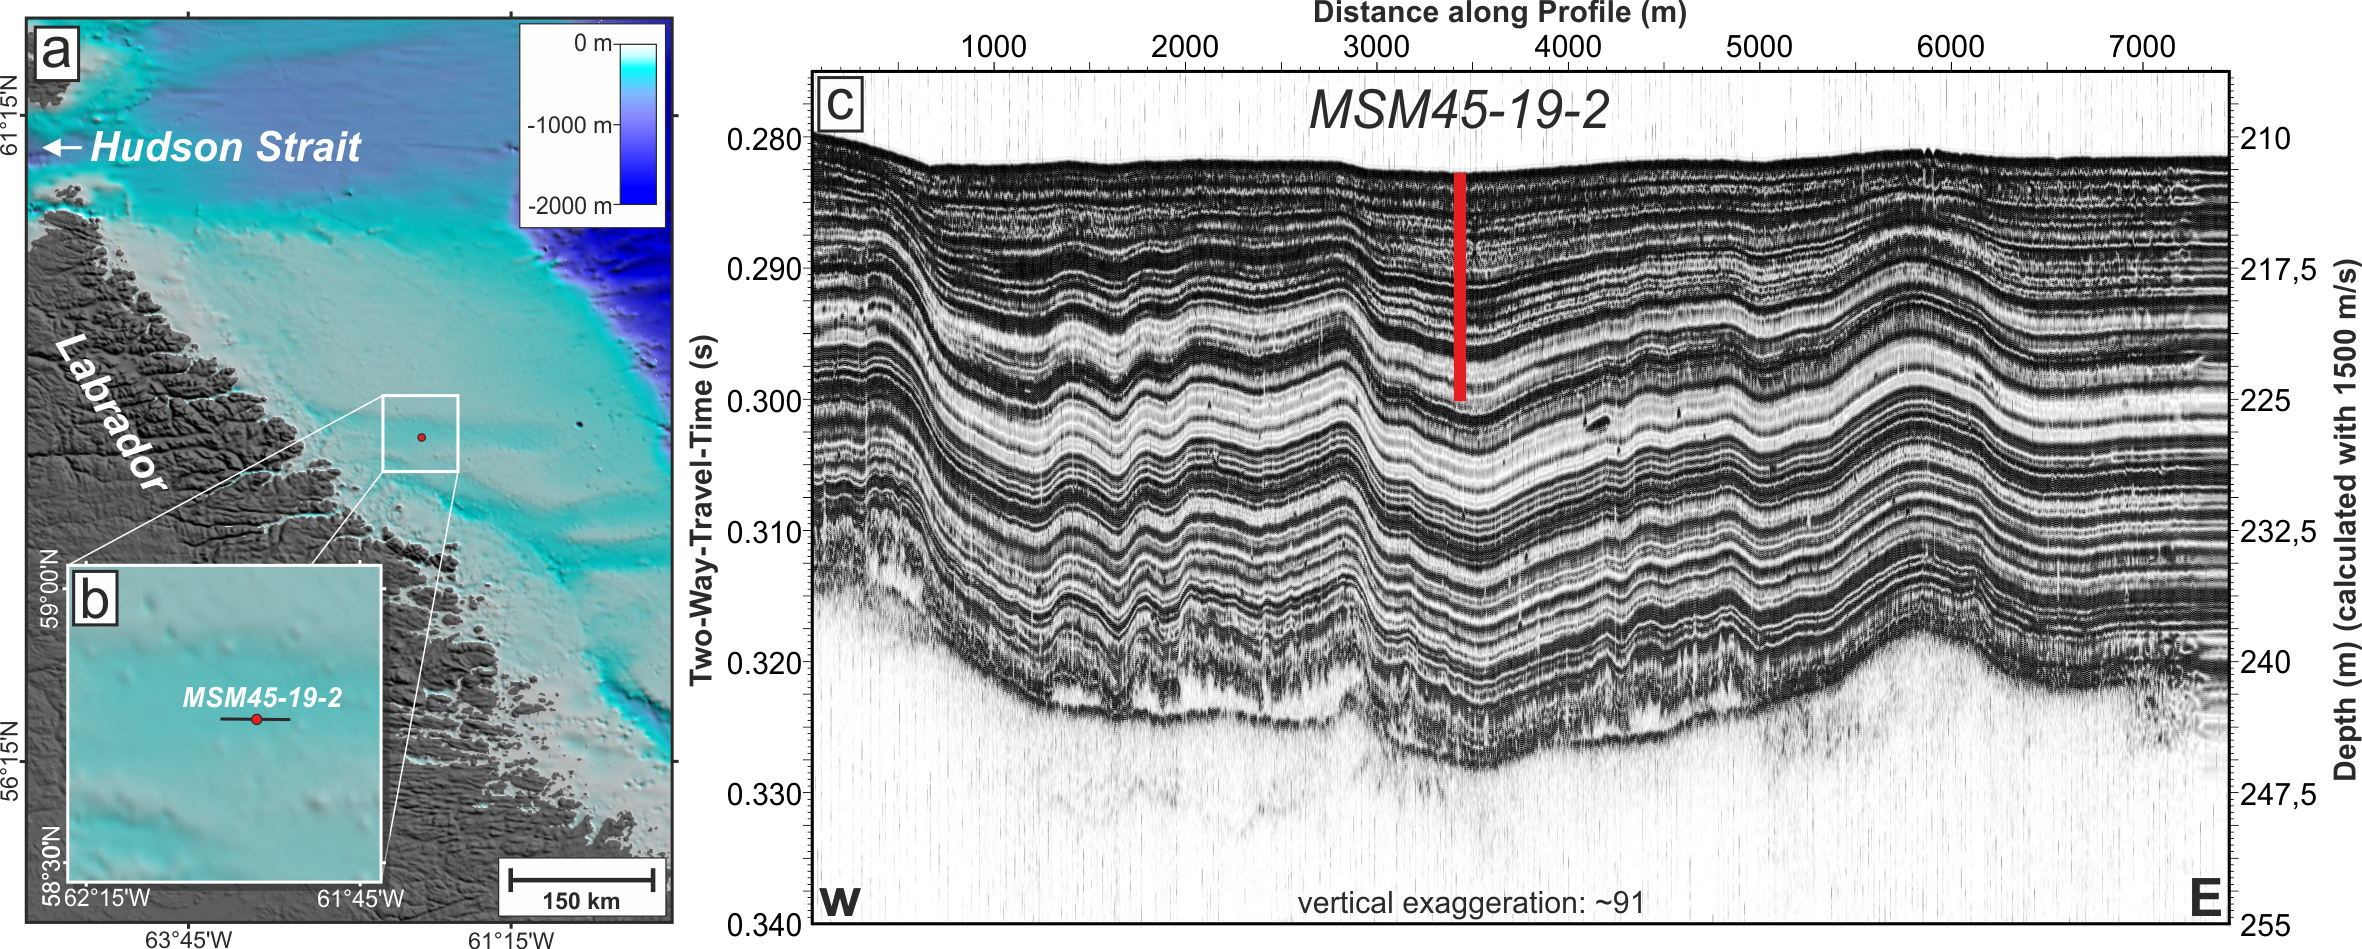 a
0 m
-1000 m
-2000 m
Hudson Strait
Labrador
61°15'N
56°15'N
63°45'W
61°15'W
150 km
b
MSM45-19-2
59°00'N
58°30'N
62°15'W
61°45'W
Distance along Profile (m)
1000 2000 3000 4000 5000 6000 7000
c
MSM45-19-2
Two-Way-Travel-Time (s)
0.280
0.290
0.300
0.310
0.320
0.330
0.340
210
217,5
225
232,5
240
247,5
255
Depth (m) (calculated with 1500 m/s)
W
vertical exaggeration: ~91
E